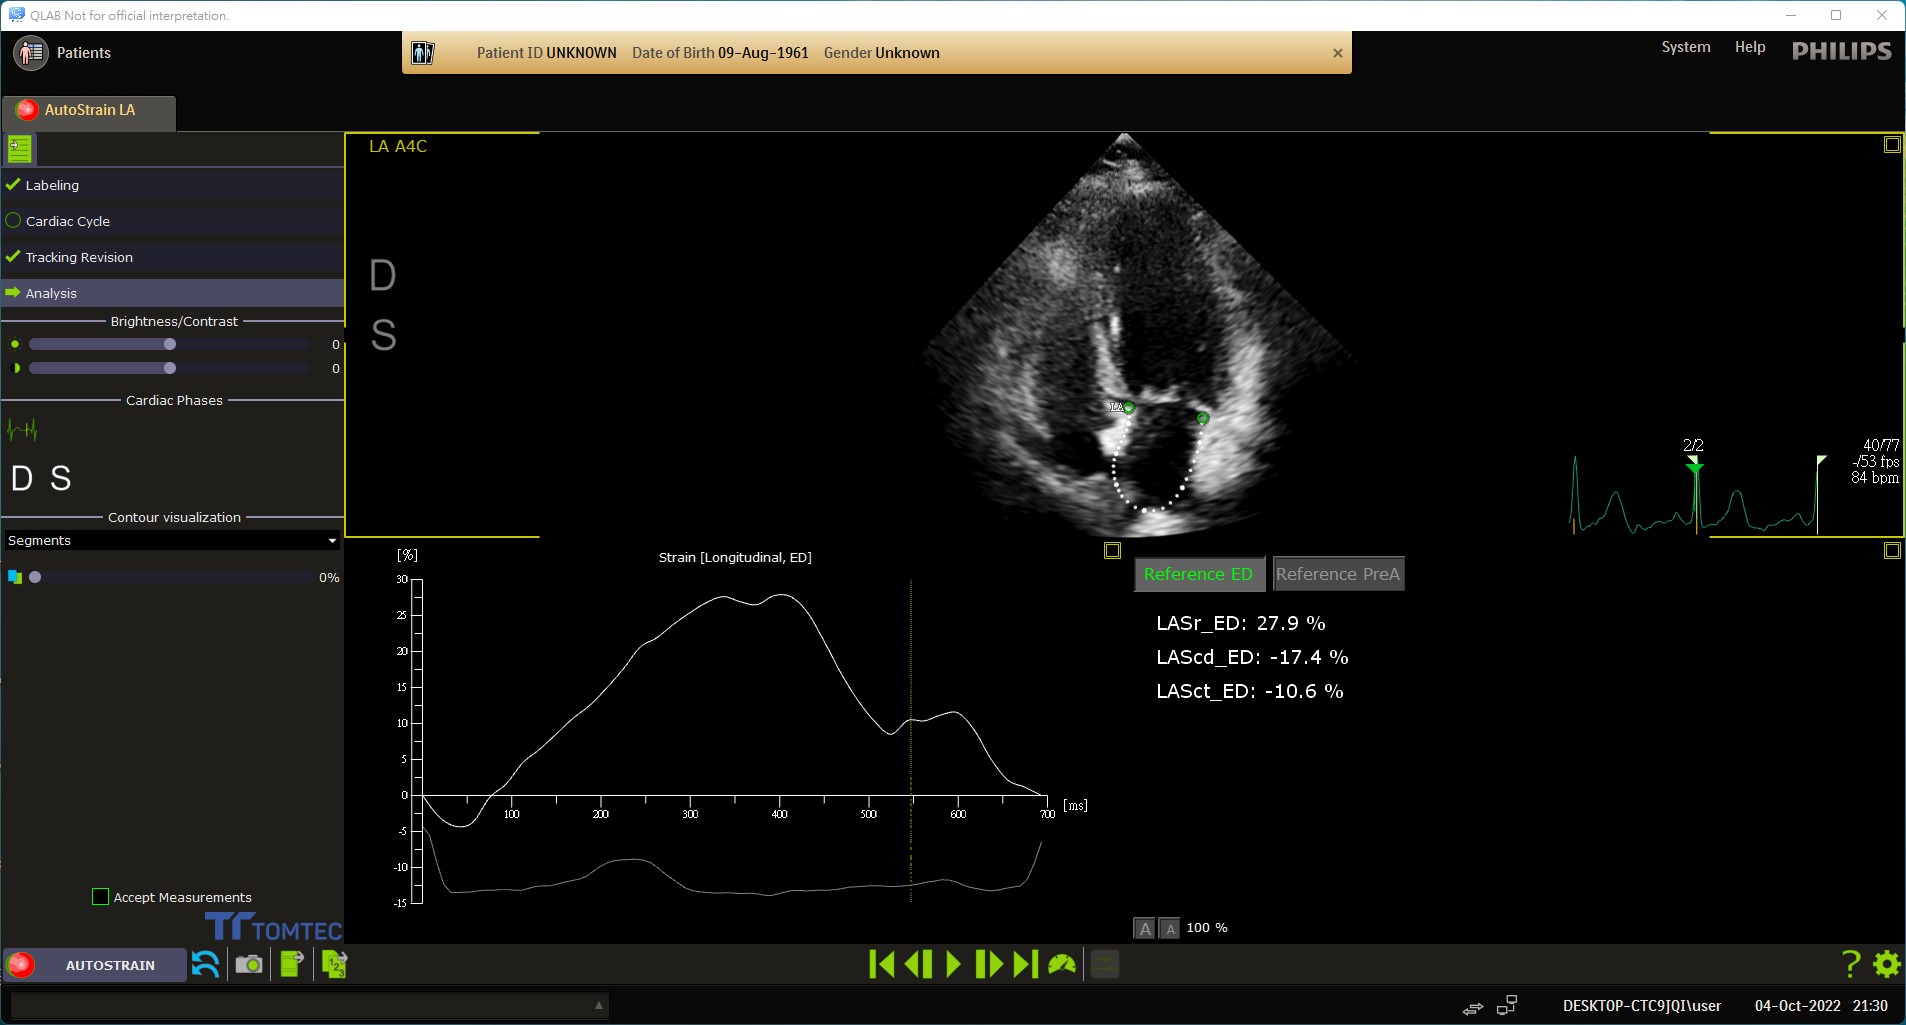 QLAB Not for official interpretation.
Patients
Patient ID UNKNOWN Date of Birth 09-Aug-1961 Gender Unknown
System Help PHILIPS
AutoStrain LA
Labeling
Cardiac Cycle
Tracking Revision
Analysis
Brightness/Contrast
0
0
Cardiac Phases
D S
Contour visualization
Segments
0%
Accept Measurements
TOMTEC
LA A4C
D
S
LA
2/2
40/77
-/53 fps
84 bpm
[%]
Strain [Longitudinal, ED]
30
25
20
15
10
5
0
-5
-10
-15
100 200 300 400 500 600 700 [ms]
Reference ED Reference PreA
LASr_ED: 27.9 %
LAScd_ED: -17.4 %
LASct_ED: -10.6 %
A A 100 %
AUTOSTRAIN
123
?
DESKTOP-CTC9JQI\user 04-Oct-2022 21:30